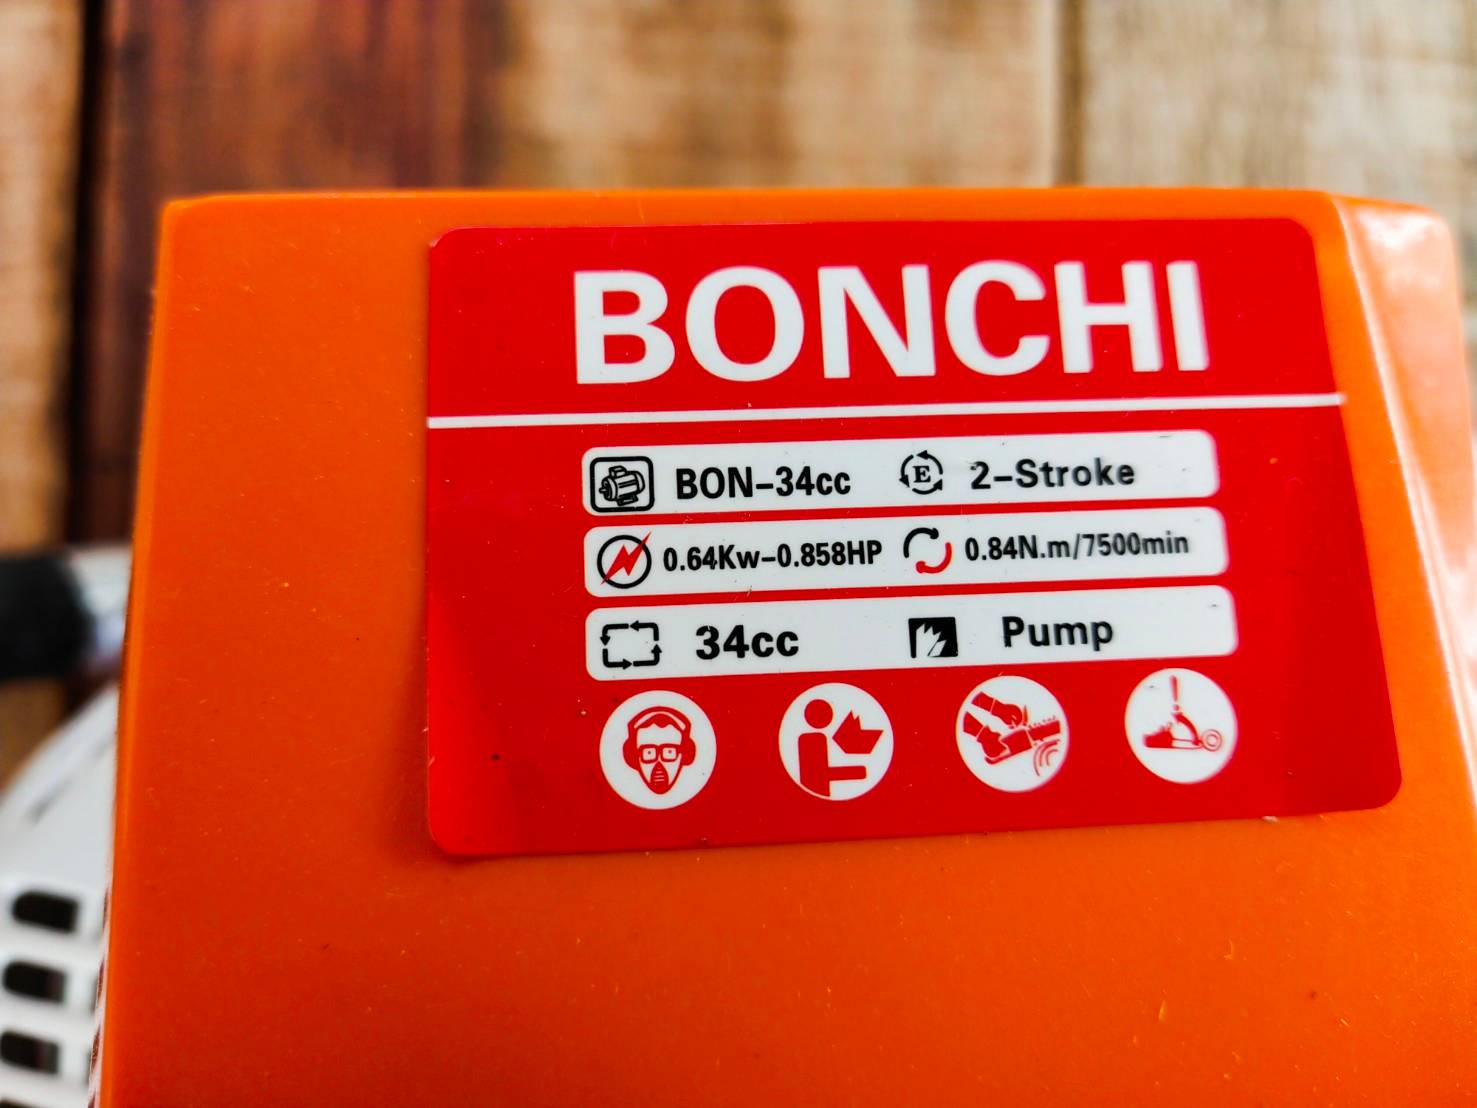 BONCHI
BON-34cc E 2-Stroke
0.64Kw-0.858HP 0.84N.m/7500min
34cc Pump